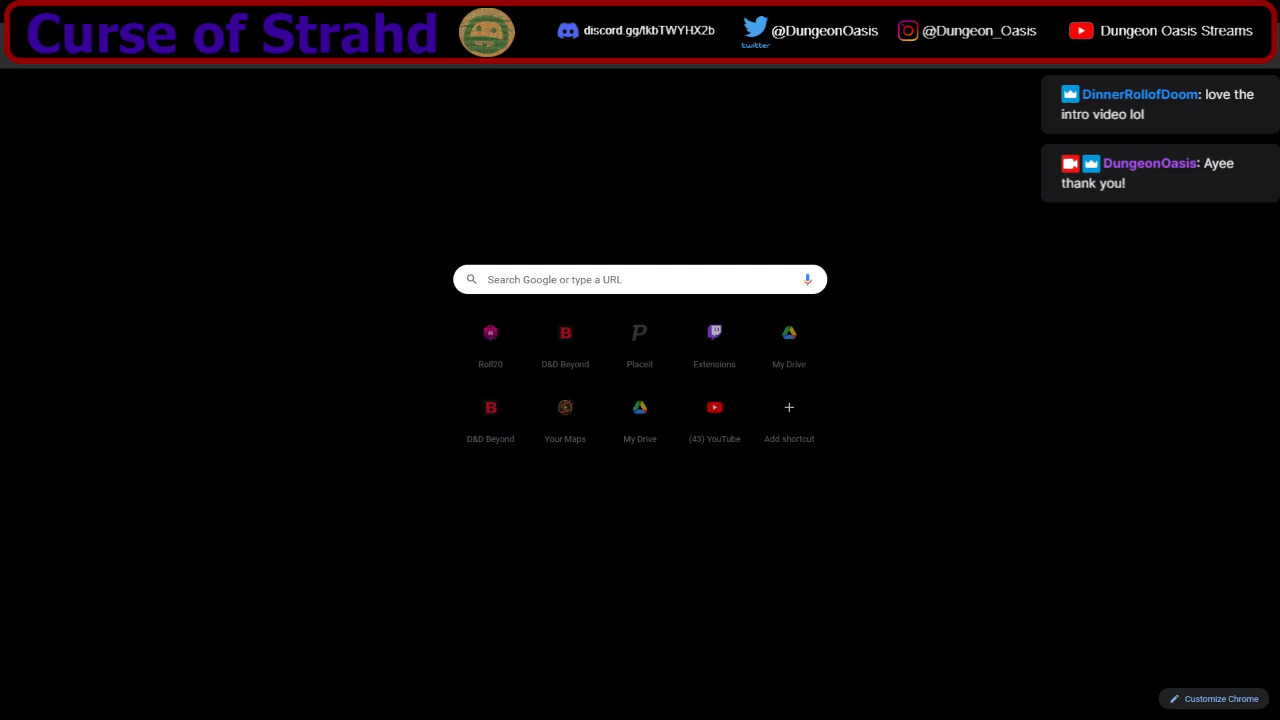 Curse of Strahd
discord.gg/tkbTWYHX2b
twitter
@DungeonOasis
@Dungeon_Oasis
Dungeon Oasis Streams
DinnerRollofDoom: love the
intro video lol
DungeonOasis: Ayee
thank you!
Search Google or type a URL
Roll20
D&D Beyond
Placeit
Extensions
My Drive
D&D Beyond
Your Maps
My Drive
(43) YouTube
Add shortcut
Customize Chrome